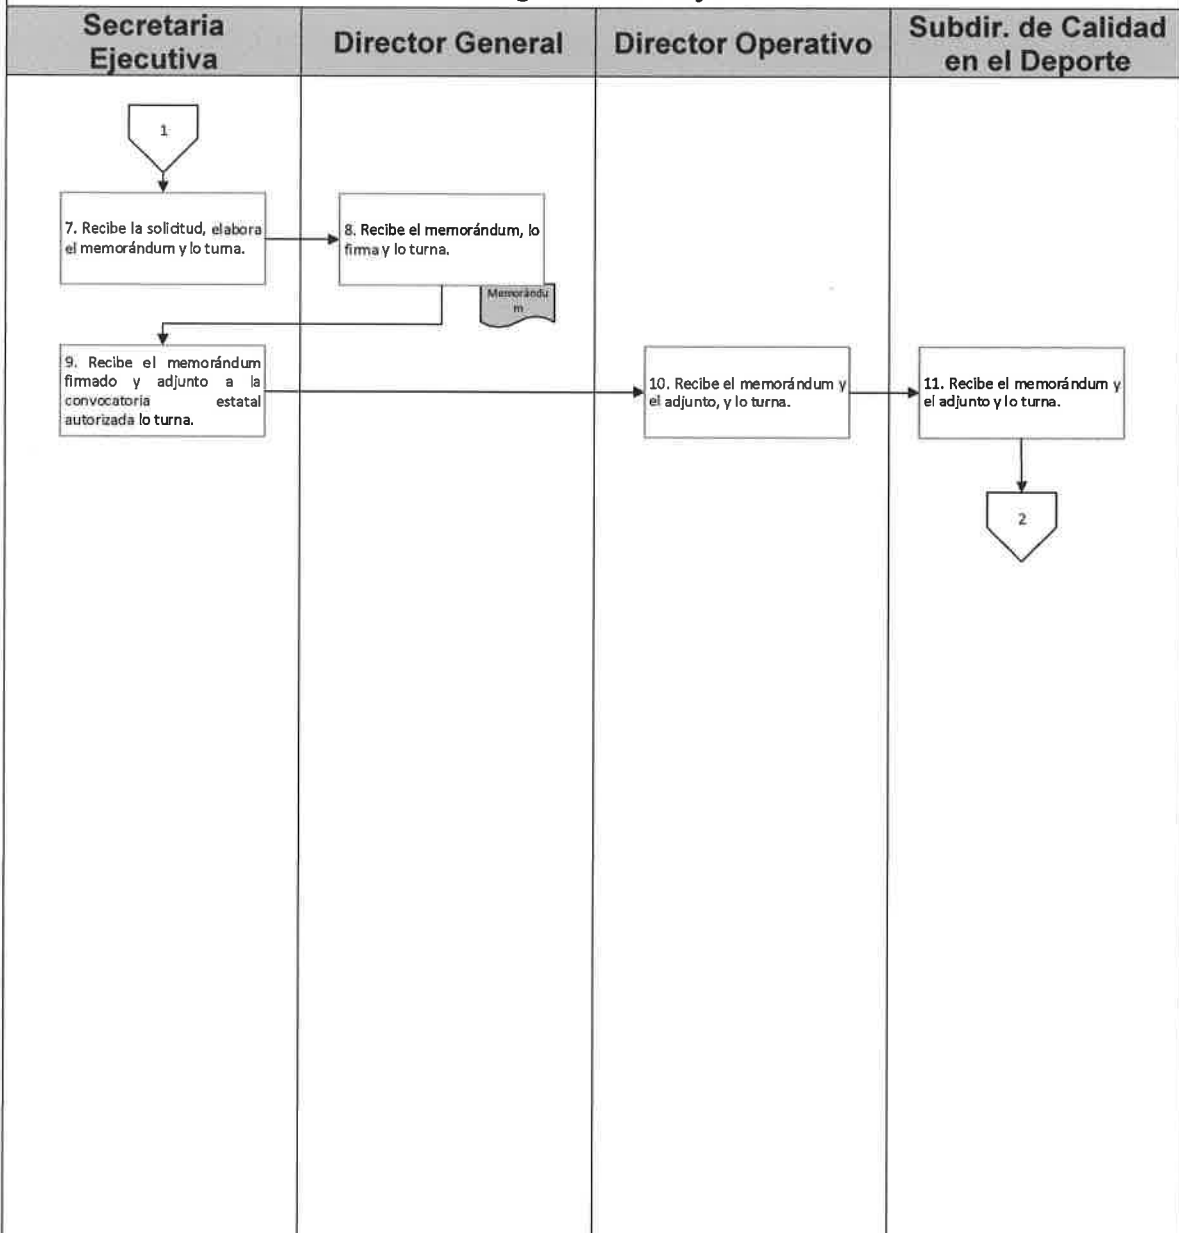 Secretaria
Ejecutiva
Director General
Director Operativo
Subdir. de Calidad
en el Deporte
1
7. Recibe la solicitud, elabora
el memorándum y lo turna.
8. Recibe el memorándum, lo
firma y lo turna.
Memorándu
m
9. Recibe el memorándum
firmado y adjunto a la
convocatoria estatal
autorizada lo turna.
10. Recibe el memorándum y
el adjunto, y lo turna.
11. Recibe el memorándum y
el adjunto y lo turna.
2